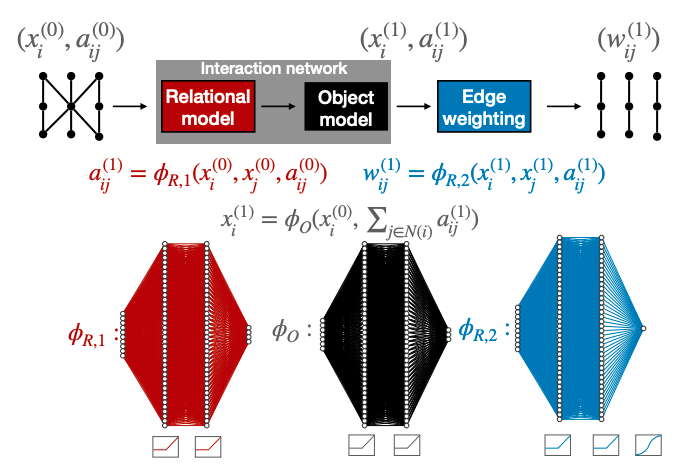 (x_i^{(0)}, a_{ij}^{(0)}) (x_i^{(1)}, a_{ij}^{(1)}) (w_{ij}^{(1)})
Interaction network
Relational
model
Object
model
Edge
weighting
a_{ij}^{(1)} = ϕ_{R,1}(x_i^{(0)}, x_j^{(0)}, a_{ij}^{(0)}) w_{ij}^{(1)} = ϕ_{R,2}(x_i^{(1)}, x_j^{(1)}, a_{ij}^{(1)})
x_i^{(1)} = ϕ_O(x_i^{(0)}, ∑_{j∈N(i)} a_{ij}^{(1)})
ϕ_{R,1} : ϕ_O : ϕ_{R,2} :